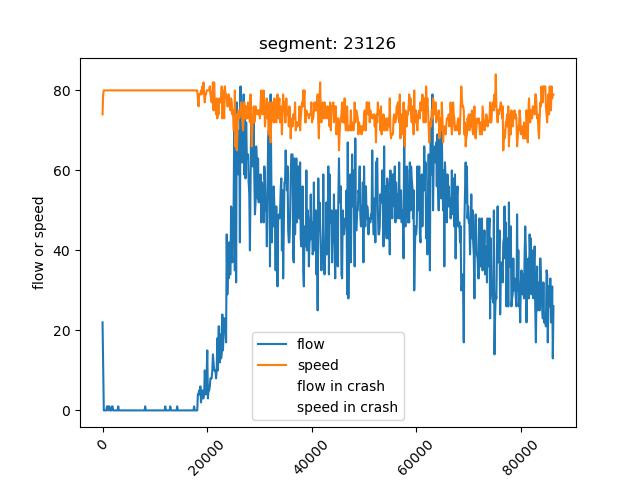 segment: 23126
80
60
40
20
0
flow or speed
flow
speed
flow in crash
speed in crash
0
20000
40000
60000
80000